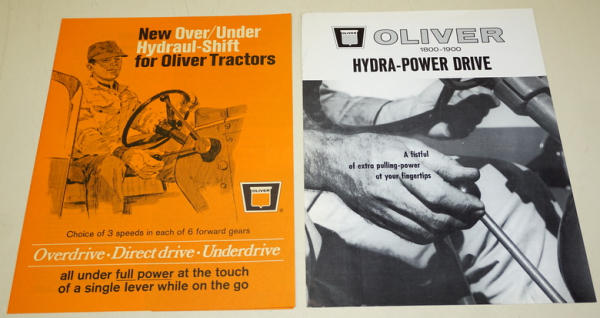 New Over/Under
Hydraul-Shift
for Oliver Tractors
OLIVER
Choice of 3 speeds in each of 6 forward gears
Overdrive · Direct drive · Underdrive
all under full power at the touch
of a single lever while on the go
OLIVER
OLIVER
1800-1900
HYDRA-POWER DRIVE
A fistful
of extra pulling-power
at your fingertips